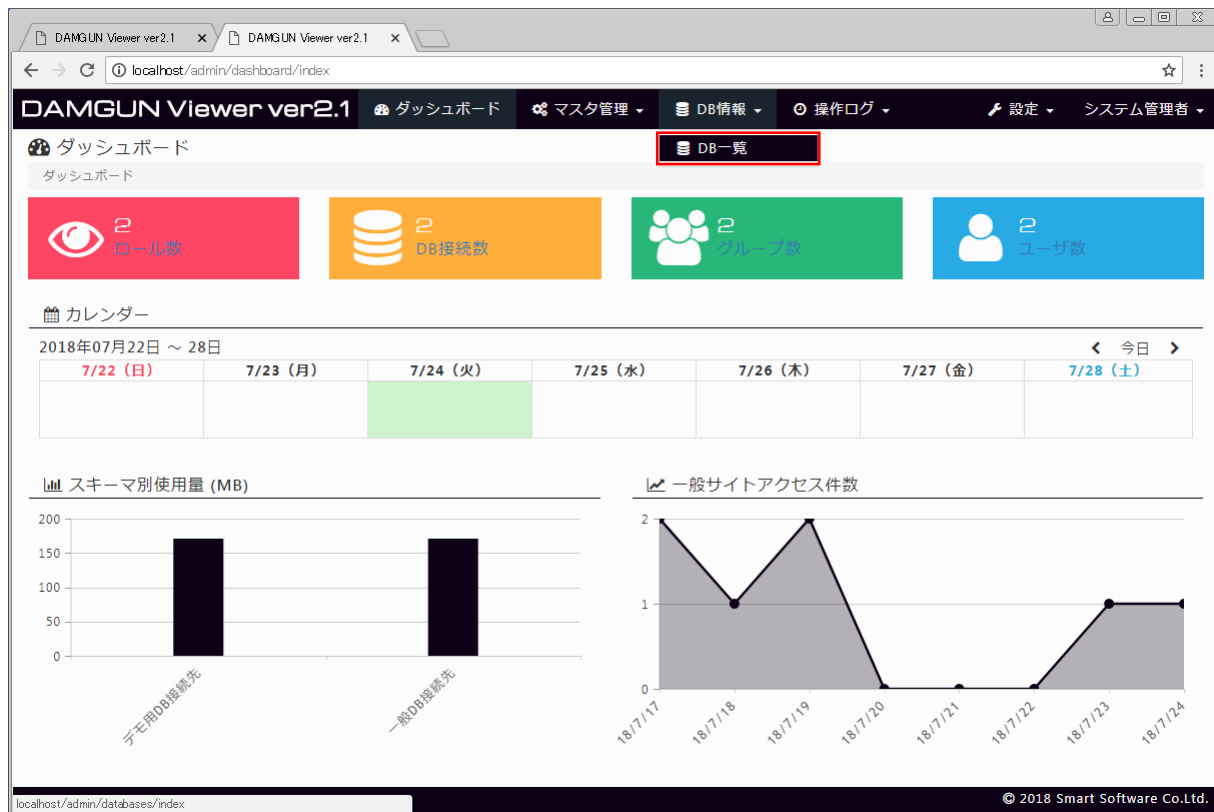 DAMGUN Viewer ver2.1 DAMGUN Viewer ver2.1
localhost/admin/dashboard/index
DAMGUN Viewer ver2.1 ダッシュボード マスタ管理 DB情報 操作ログ 設定 システム管理者
ダッシュボード
DB一覧
ダッシュボード
2
ロール数
2
DB接続数
2
グループ数
2
ユーザ数
カレンダー
2018年07月22日 ～ 28日
今日
7/22（日） 7/23（月） 7/24（火） 7/25（水） 7/26（木） 7/27（金） 7/28（土）
スキーマ別使用量 (MB)
200
150
100
50
0
デモ用DB接続先
一般DB接続先
一般サイトアクセス件数
2
1
0
18/7/17
18/7/18
18/7/19
18/7/20
18/7/21
18/7/22
18/7/23
18/7/24
localhost/admin/databases/index
© 2018 Smart Software Co.Ltd.